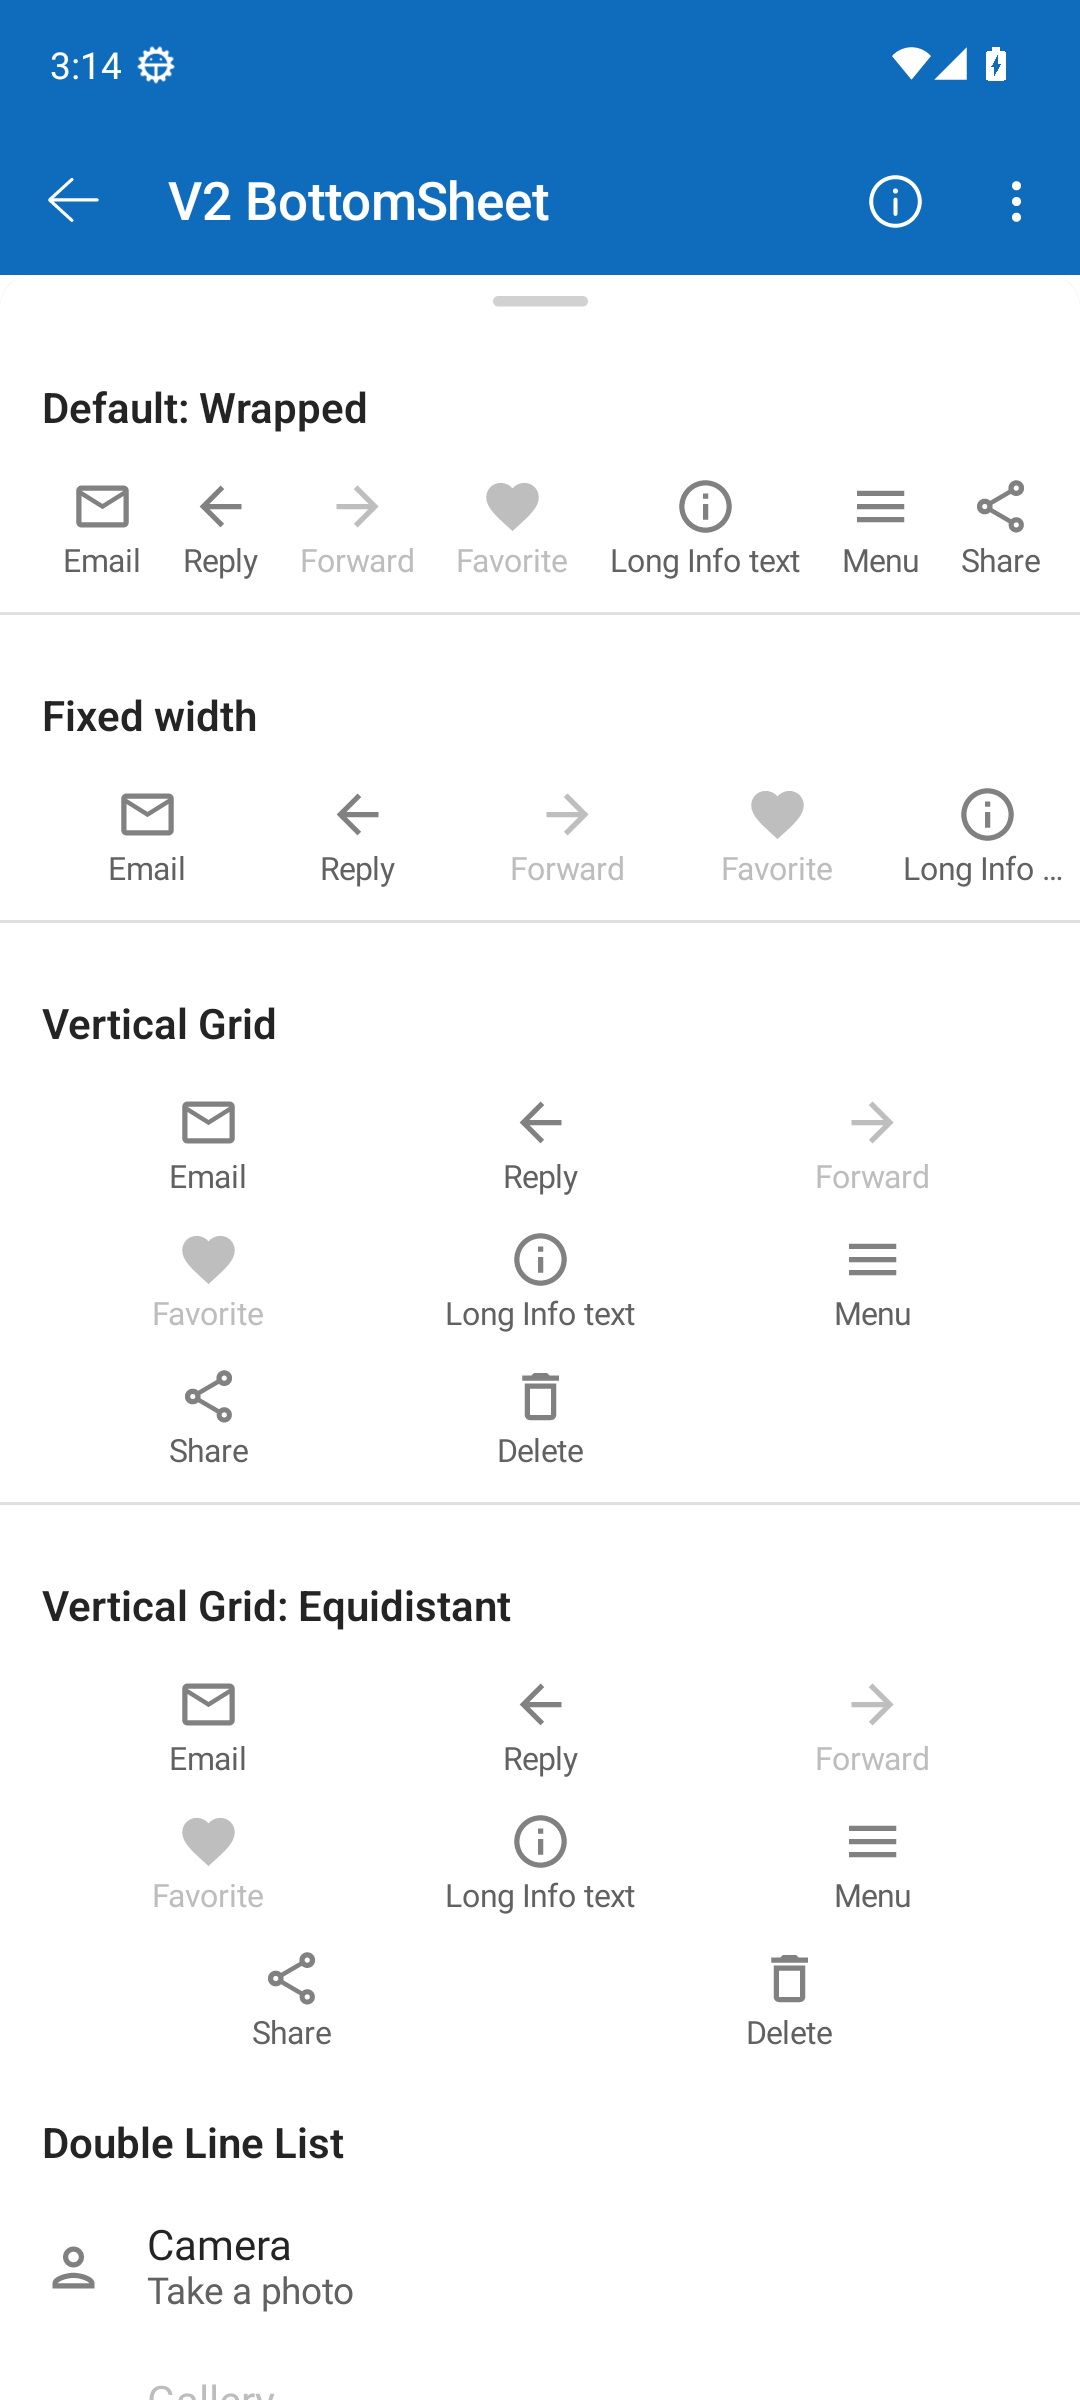 3:14
V2 BottomSheet
Default: Wrapped
Email Reply Forward Favorite Long Info text Menu Share
Fixed width
Email Reply Forward Favorite Long Info ...
Vertical Grid
Email Reply Forward
Favorite Long Info text Menu
Share Delete
Vertical Grid: Equidistant
Email Reply Forward
Favorite Long Info text Menu
Share Delete
Double Line List
Camera
Take a photo
Gallery